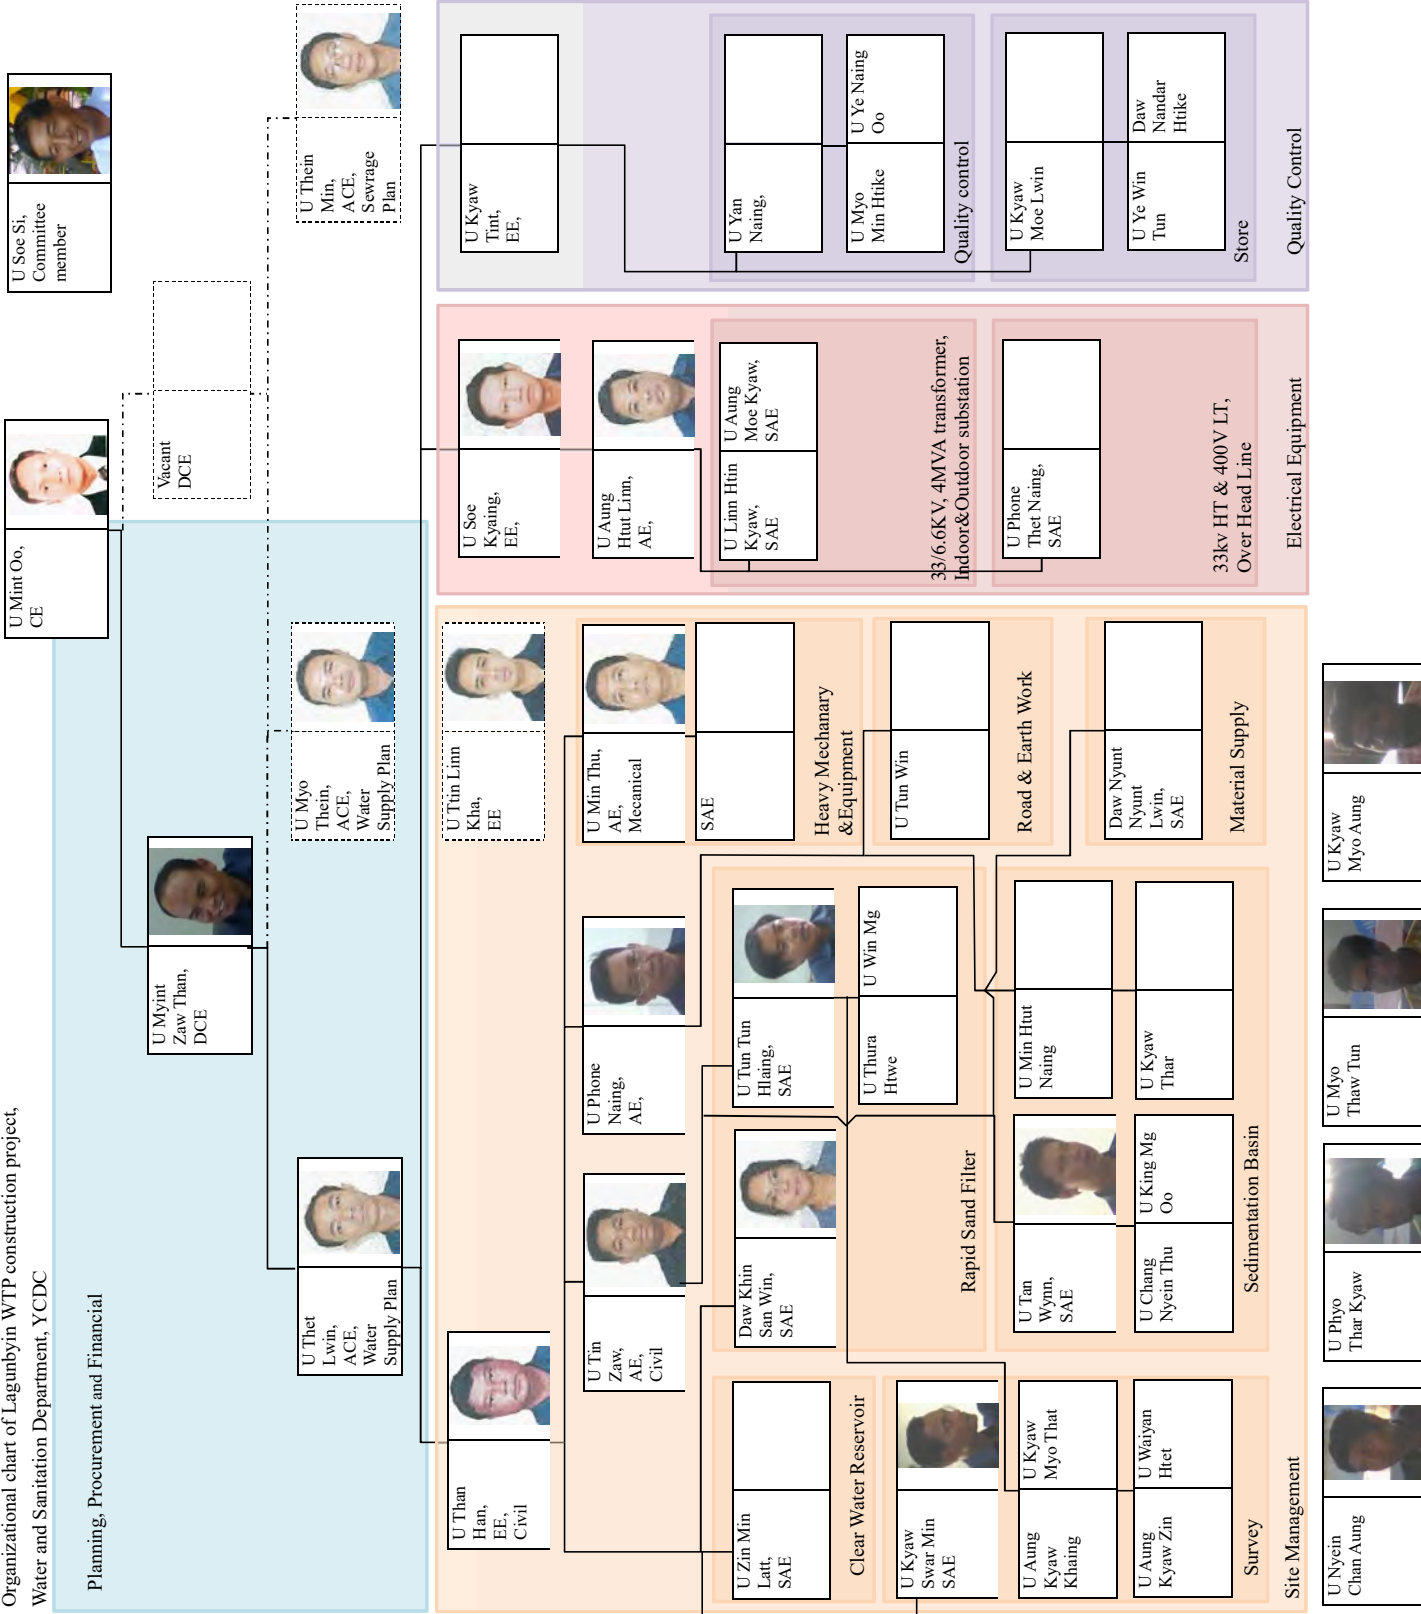 Organizational chart of Lagunbyin WTP construction project,
Water and Sanitation Department, YCDC
U Mint Oo,
CE
U Soe Si,
Committee
member
Planning, Procurement and Financial
U Myint
Zaw Than,
DCE
Vacant
DCE
U Thet
Lwin,
ACE,
Water
Supply Plan
U Myo
Thein,
ACE,
Water
Supply Plan
U Thein
Min,
ACE,
Sewrage
Plan
U Than
Han,
EE,
Civil
U Ttin Linn
Kha,
EE
U Soe
Kyaing,
EE,
U Kyaw
Tint,
EE,
U Tin
Zaw,
AE,
Civil
U Phone
Naing,
AE,
U Min Thu,
AE,
Mecanical
SAE
Heavy Mechanary
&Equipment
U Aung
Htut Linn,
AE,
U Zin Min
Latt,
SAE
Clear Water Reservoir
Daw Khin
San Win,
SAE
U Tun Tun
Hlaing,
SAE
U Thura
Htwe
U Win Mg
Rapid Sand Filter
U Tun Win
Road & Earth Work
U Linn Htin
Kyaw,
SAE
U Aung
Moe Kyaw,
SAE
33/6.6KV, 4MVA transformer,
Indoor&Outdoor substation
U Yan
Naing,
U Myo
Min Htike
U Ye Naing
Oo
Quality control
U Kyaw
Swar Min
SAE
U Aung
Kyaw
Khaing
U Kyaw
Myo That
U Aung
Kyaw Zin
U Waiyan
Htet
Survey
U Tan
Wynn,
SAE
U Chang
Nyein Thu
U King Mg
Oo
U Min Htut
Naing
U Kyaw
Thar
Sedimentation Basin
Daw Nyunt
Nyunt
Lwin,
SAE
Material Supply
U Phone
Thet Naing,
SAE
33kv HT & 400V LT,
Over Head Line
U Kyaw
Moe Lwin
U Ye Win
Tun
Daw
Nandar
Htike
Store
Site Management
Electrical Equipment
Quality Control
U Nyein
Chan Aung
U Phyo
Thar Kyaw
U Myo
Thaw Tun
U Kyaw
Myo Aung